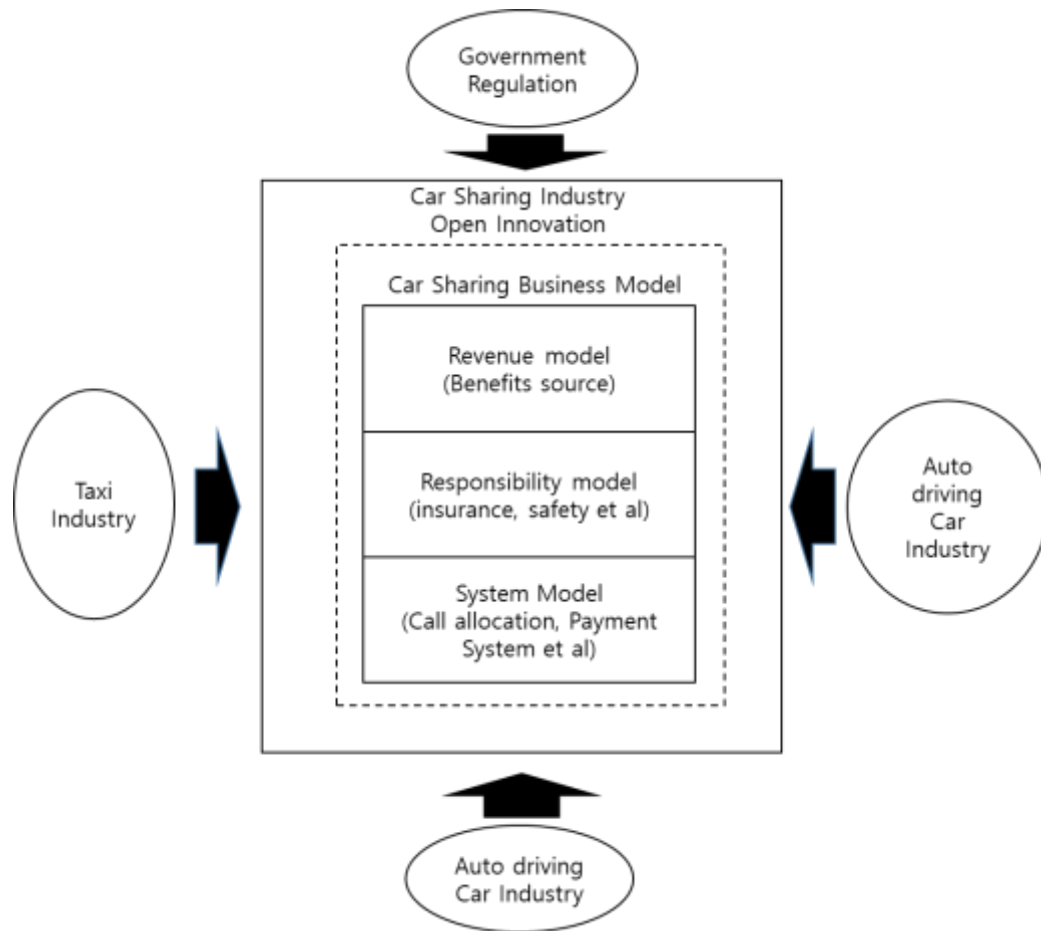 Government
Regulation
Car Sharing Industry
Open Innovation
Car Sharing Business Model
Revenue model
(Benefits source)
Taxi
Industry
Responsibility model
(insurance, safety et al)
Auto
driving
Car
Industry
System Model
(Call allocation, Payment
System et al)
Auto driving
Car Industry